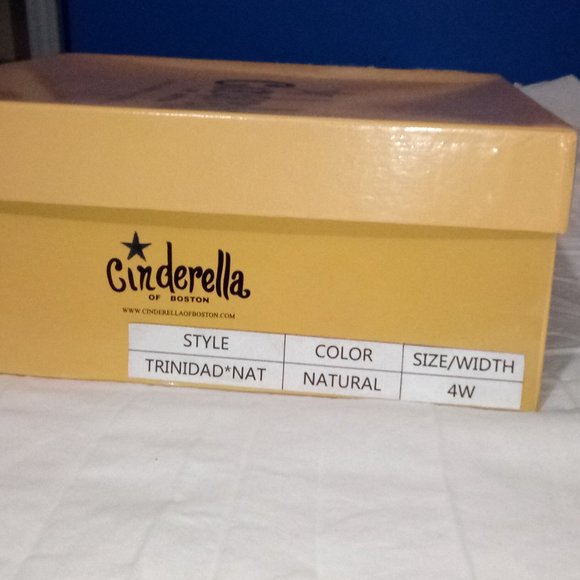 Cinderella
OF BOSTON
WWW.CINDERELLAOFBOSTON.COM
STYLE COLOR SIZE/WIDTH
TRINIDAD*NAT NATURAL 4W